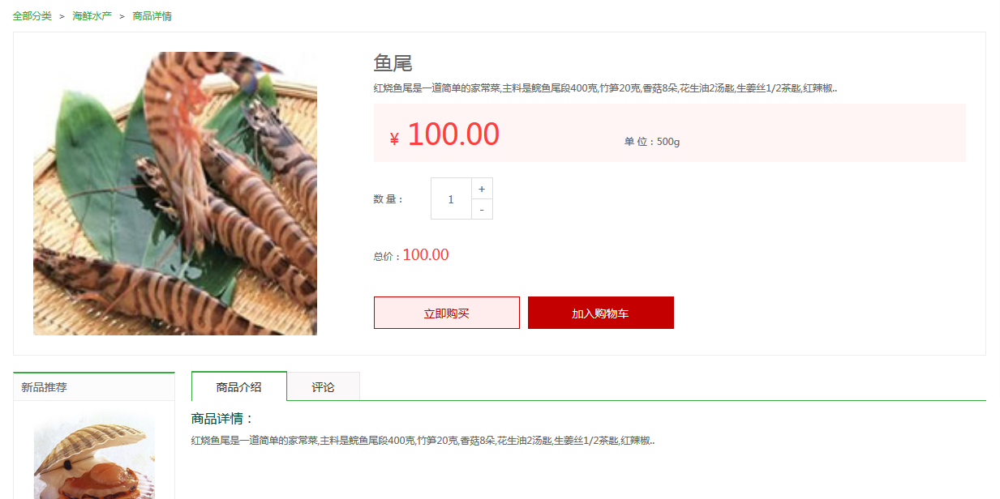 全部分类 > 海鲜水产 > 商品详情
鱼尾
红烧鱼尾是一道简单的家常菜,主料是鲩鱼尾段400克,竹笋20克,香菇8朵,花生油2汤匙,生姜丝1/2茶匙,红辣椒..
¥ 100.00
单 位：500g
数 量：
1
+
-
总价：100.00
立即购买
加入购物车
新品推荐
商品介绍
评论
商品详情：
红烧鱼尾是一道简单的家常菜,主料是鲩鱼尾段400克,竹笋20克,香菇8朵,花生油2汤匙,生姜丝1/2茶匙,红辣椒..